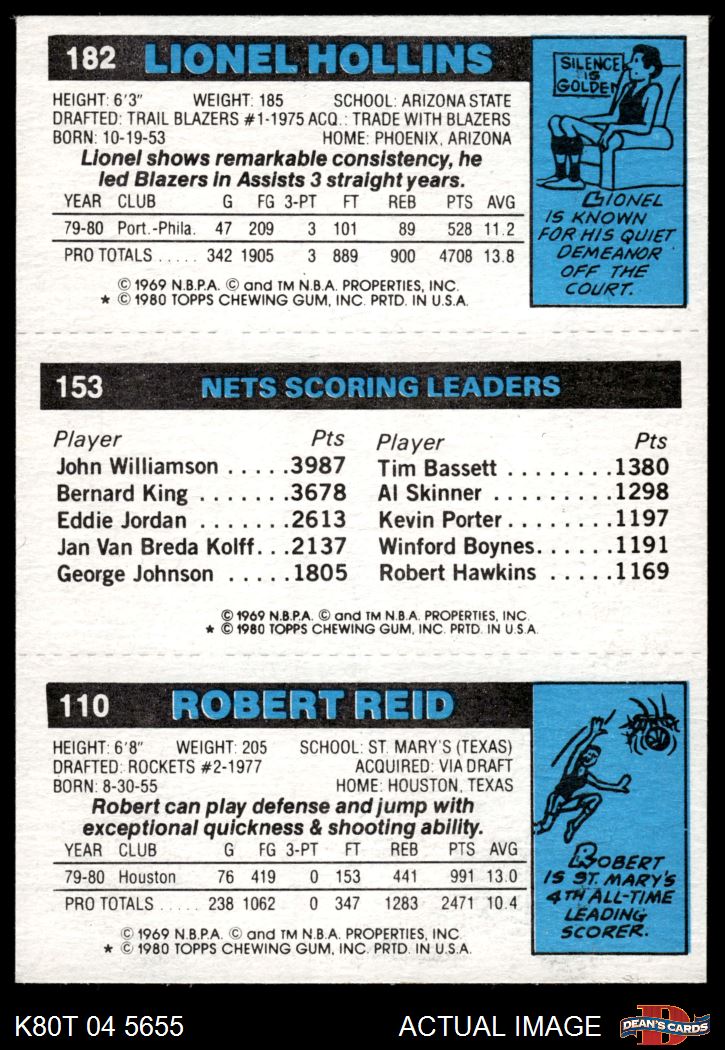 182 LIONEL HOLLINS
HEIGHT: 6'3" WEIGHT: 185 SCHOOL: ARIZONA STATE
DRAFTED: TRAIL BLAZERS #1-1975 ACQ.: TRADE WITH BLAZERS
BORN: 10-19-53 HOME: PHOENIX, ARIZONA
Lionel shows remarkable consistency, he
led Blazers in Assists 3 straight years.
YEAR CLUB G FG 3-PT FT REB PTS AVG
79-80 Port.-Phila. 47 209 3 101 89 528 11.2
PRO TOTALS ..... 342 1905 3 889 900 4708 13.8
© 1969 N.B.P.A. © and TM N.B.A. PROPERTIES, INC.
* © 1980 TOPPS CHEWING GUM, INC. PRTD. IN U.S.A.
SILENCE
IS
GOLDEN
LIONEL
IS KNOWN
FOR HIS QUIET
DEMEANOR
OFF THE
COURT.
153 NETS SCORING LEADERS
Player Pts Player Pts
John Williamson .....3987 Tim Bassett ........1380
Bernard King .......3678 Al Skinner .........1298
Eddie Jordan .......2613 Kevin Porter........1197
Jan Van Breda Kolff...2137 Winford Boynes......1191
George Johnson .....1805 Robert Hawkins .....1169
© 1969 N.B.P.A. © and TM N.B.A. PROPERTIES, INC.
* © 1980 TOPPS CHEWING GUM, INC. PRTD. IN U.S.A.
110 ROBERT REID
HEIGHT: 6'8" WEIGHT: 205 SCHOOL: ST. MARY'S (TEXAS)
DRAFTED: ROCKETS #2-1977 ACQUIRED: VIA DRAFT
BORN: 8-30-55 HOME: HOUSTON, TEXAS
Robert can play defense and jump with
exceptional quickness & shooting ability.
YEAR CLUB G FG 3-PT FT REB PTS AVG
79-80 Houston 76 419 0 153 441 991 13.0
PRO TOTALS ..... 238 1062 0 347 1283 2471 10.4
© 1969 N.B.P.A. © and TM N.B.A. PROPERTIES, INC.
* © 1980 TOPPS CHEWING GUM, INC. PRTD. IN U.S.A.
ROBERT
IS ST. MARY'S
4TH ALL-TIME
LEADING
SCORER.
K80T 04 5655 ACTUAL IMAGE D DEAN'S CARDS